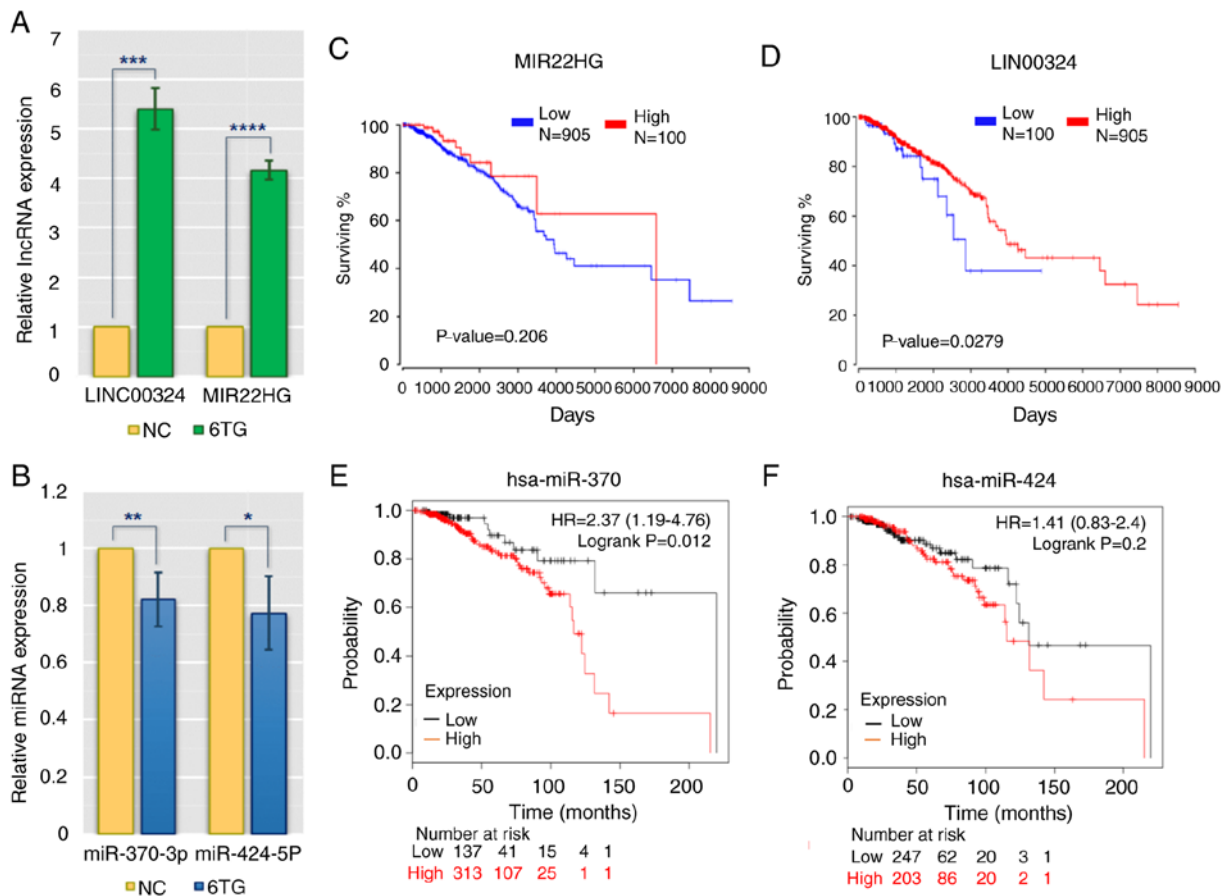 A
Relative lncRNA expression
7
6
5
4
3
2
1
0
***
****
LINC00324 MIR22HG
NC 6TG
B
Relative miRNA expression
1.2
1
0.8
0.6
0.4
0.2
0
**
*
miR-370-3p miR-424-5P
NC 6TG
C
MIR22HG
Low
N=905
High
N=100
Surviving %
100
80
60
40
20
0
P-value=0.206
0 1000 2000 3000 4000 5000 6000 7000 8000 9000
Days
D
LIN00324
Low
N=100
High
N=905
Surviving %
100
80
60
40
20
0
P-value=0.0279
0 1000 2000 3000 4000 5000 6000 7000 8000 9000
Days
E
hsa-miR-370
HR=2.37 (1.19-4.76)
Logrank P=0.012
Probability
1.0
0.8
0.6
0.4
0.2
0.0
Expression
Low
High
0 50 100 150 200
Time (months)
Number at risk
Low 137 41 15 4 1
High 313 107 25 1 1
F
hsa-miR-424
HR=1.41 (0.83-2.4)
Logrank P=0.2
Probability
1.0
0.8
0.6
0.4
0.2
0.0
Expression
Low
High
0 50 100 150 200
Time (months)
Number at risk
Low 247 62 20 3 1
High 203 86 20 2 1